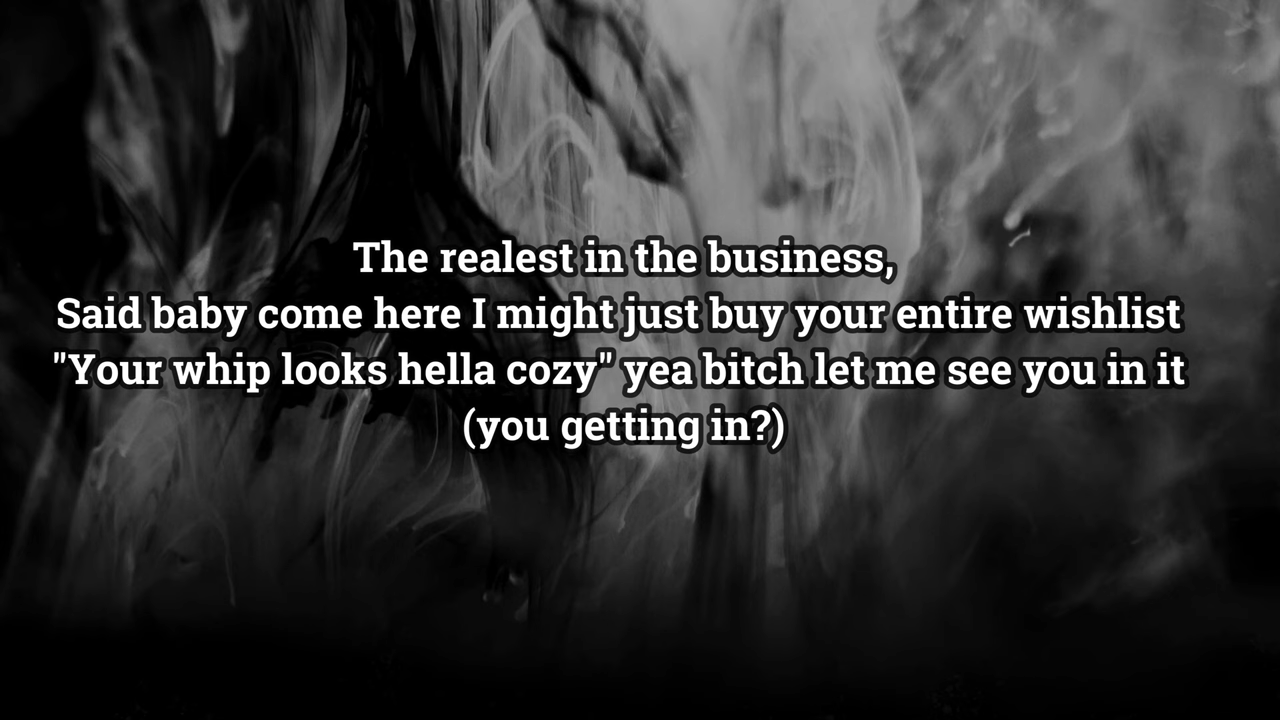 The realest in the business,
Said baby come here I might just buy your entire wishlist
"Your whip looks hella cozy" yea bitch let me see you in it
(you getting in?)